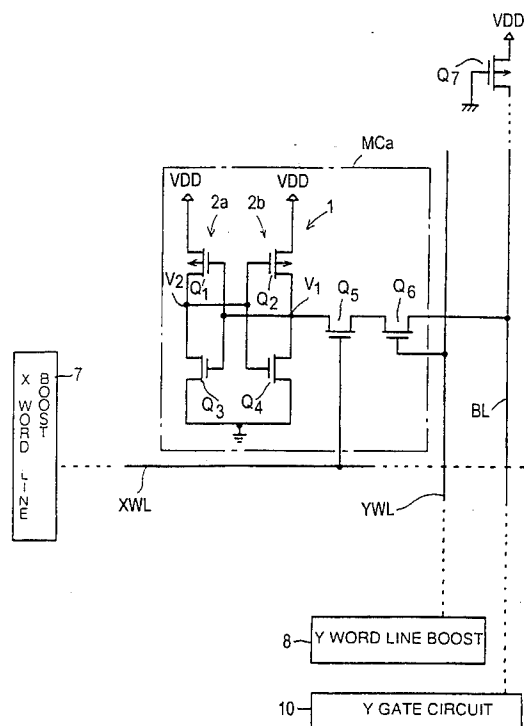 VDD
Q7
MCa
VDD
VDD
2a
2b
1
V2
Q1
Q2
V1
Q5
Q6
Q3
Q4
7
X WORD LINE BOOST
BL
XWL
YWL
8
Y WORD LINE BOOST
10
Y GATE CIRCUIT